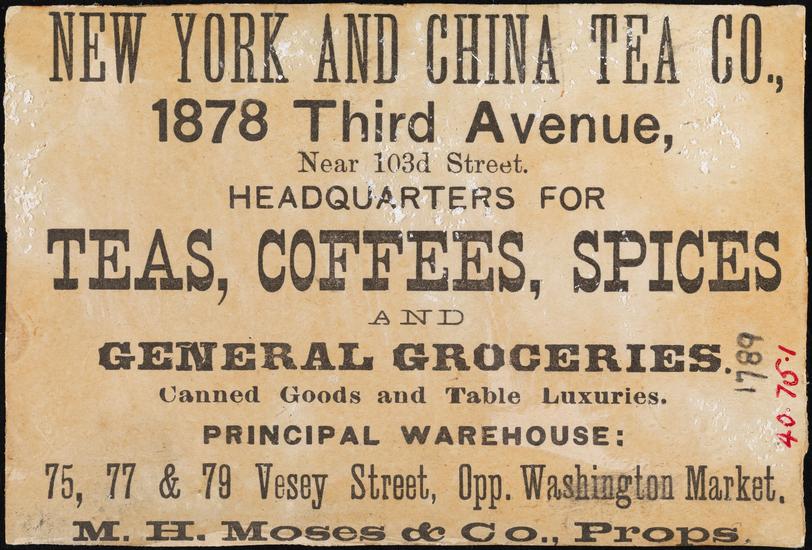 NEW YORK AND CHINA TEA CO.,
1878 Third Avenue,
Near 103d Street.
HEADQUARTERS FOR
TEAS, COFFEES, SPICES
AND
GENERAL GROCERIES.
Canned Goods and Table Luxuries.
PRINCIPAL WAREHOUSE:
75, 77 & 79 Vesey Street, Opp. Washington Market.
M. H. Moses & Co., Props.
1789
40.75.1